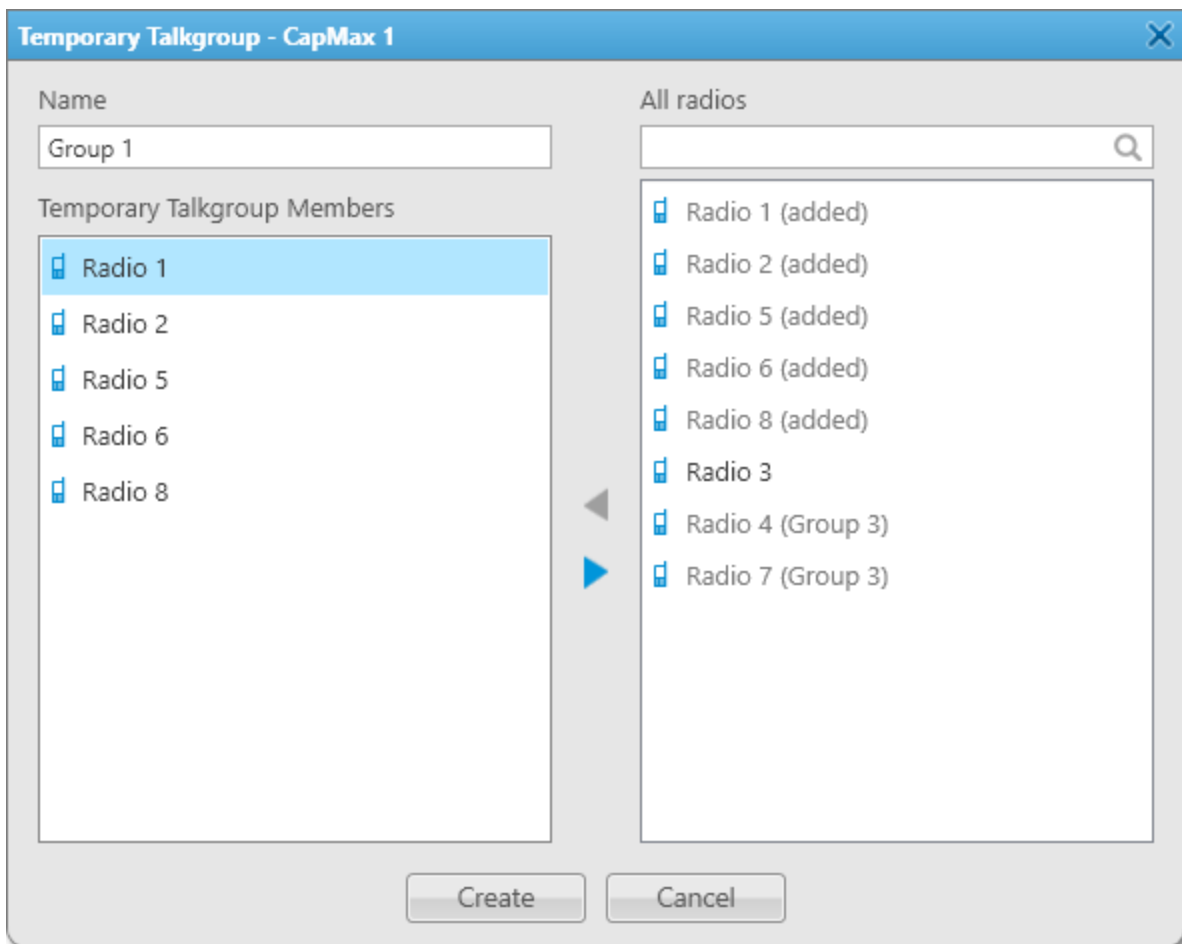 Temporary Talkgroup - CapMax 1
Name
Group 1
Temporary Talkgroup Members
Radio 1
Radio 2
Radio 5
Radio 6
Radio 8
All radios
Radio 1 (added)
Radio 2 (added)
Radio 5 (added)
Radio 6 (added)
Radio 8 (added)
Radio 3
Radio 4 (Group 3)
Radio 7 (Group 3)
Create
Cancel